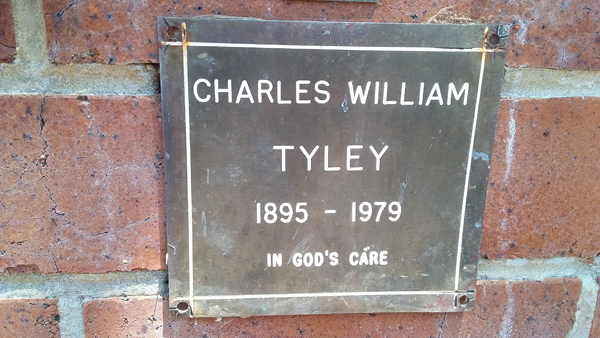 CHARLES WILLIAM
TYLEY
1895 - 1979
IN GOD'S CARE